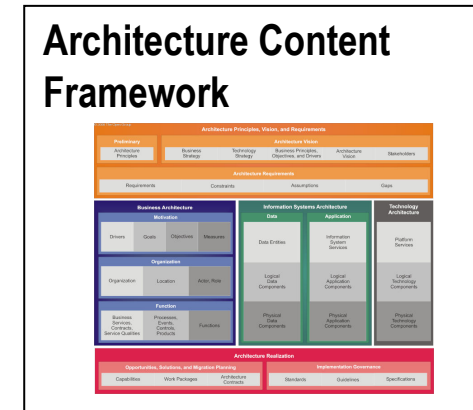 Architecture Content
Framework
Architecture Principles, Vision, and Requirements
Preliminary
Architecture Vision
Architecture
Principles
Business
Strategy
Technology
Strategy
Business Principles,
Objectives, and Drivers
Architecture
Vision
Stakeholders
Architecture Requirements
Requirements
Constraints
Assumptions
Gaps
Business Architecture
Motivation
Drivers
Goals
Objectives
Measures
Organization
Organization
Location
Actor, Role
Function
Business
Services,
Contracts,
Service Qualities
Processes,
Events,
Controls,
Products
Functions
Information Systems Architecture
Data
Application
Data Entities
Information
System
Services
Logical
Data
Components
Logical
Application
Components
Physical
Data
Components
Physical
Application
Components
Technology
Architecture
Platform
Services
Logical
Technology
Components
Physical
Technology
Components
Architecture Realization
Opportunities, Solutions, and Migration Planning
Capabilities
Work Packages
Architecture
Contracts
Implementation Governance
Standards
Guidelines
Specifications